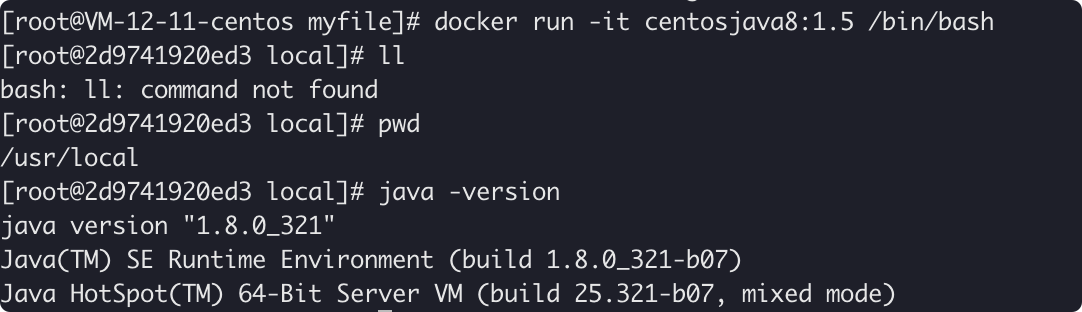 [root@VM-12-11-centos myfile]# docker run -it centosjava8:1.5 /bin/bash
[root@2d9741920ed3 local]# ll
bash: ll: command not found
[root@2d9741920ed3 local]# pwd
/usr/local
[root@2d9741920ed3 local]# java -version
java version "1.8.0_321"
Java(TM) SE Runtime Environment (build 1.8.0_321-b07)
Java HotSpot(TM) 64-Bit Server VM (build 25.321-b07, mixed mode)